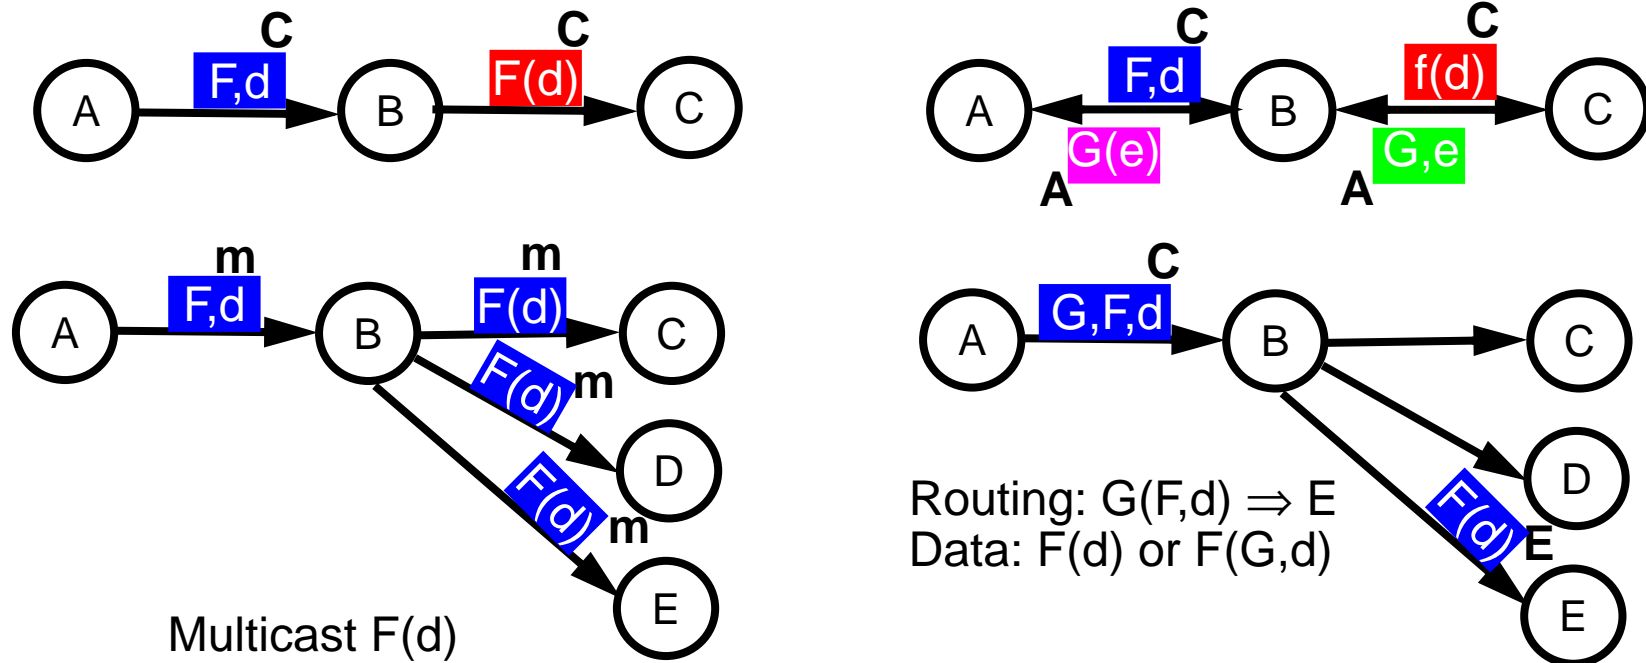 C
F,d
C
F(d)
A
B
C
C
F,d
C
f(d)
A
B
C
G(e)
A
G,e
A
m
F,d
m
F(d)
A
B
C
F(d)
m
D
F(d)
m
E
Multicast F(d)
C
G,F,d
A
B
C
D
Routing: G(F,d) ⇒ E
Data: F(d) or F(G,d)
F(d)
E
E